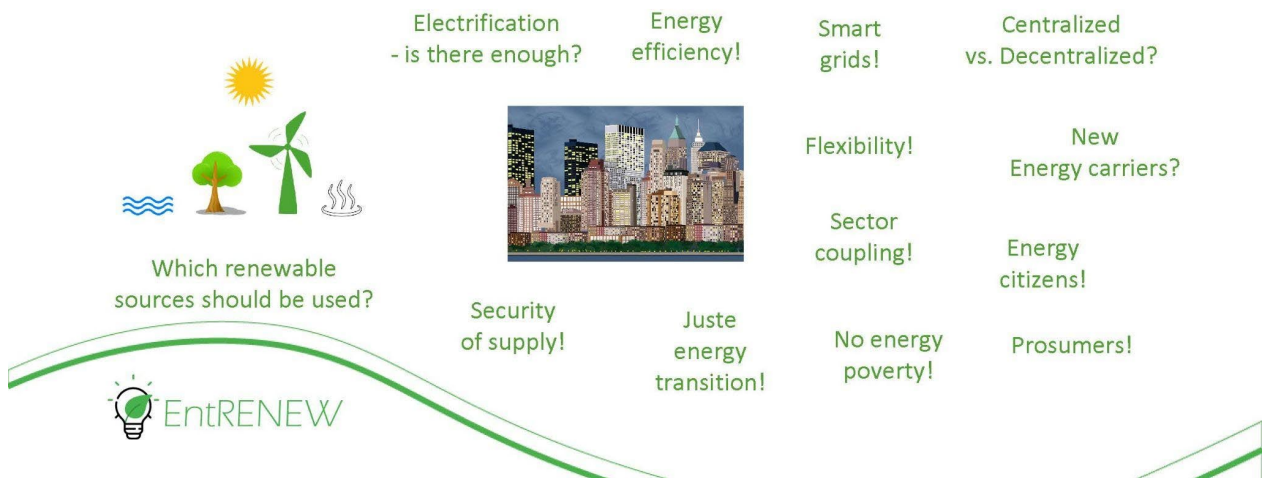 Electrification
- is there enough?
Energy
efficiency!
Smart
grids!
Centralized
vs. Decentralized?
Flexibility!
New
Energy carriers?
Sector
coupling!
Energy
citizens!
Which renewable
sources should be used?
Security
of supply!
Juste
energy
transition!
No energy
poverty!
Prosumers!
EntRENEW